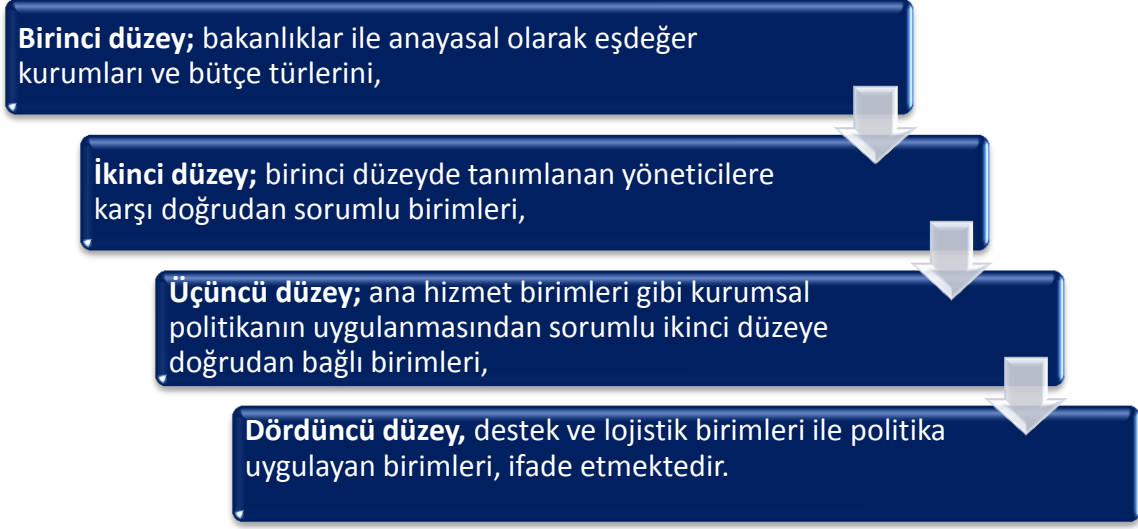 Birinci düzey; bakanlıklar ile anayasal olarak eşdeğer
kurumları ve bütçe türlerini,
İkinci düzey; birinci düzeyde tanımlanan yöneticilere
karşı doğrudan sorumlu birimleri,
Üçüncü düzey; ana hizmet birimleri gibi kurumsal
politikanın uygulanmasından sorumlu ikinci düzeye
doğrudan bağlı birimleri,
Dördüncü düzey, destek ve lojistik birimleri ile politika
uygulayan birimleri, ifade etmektedir.